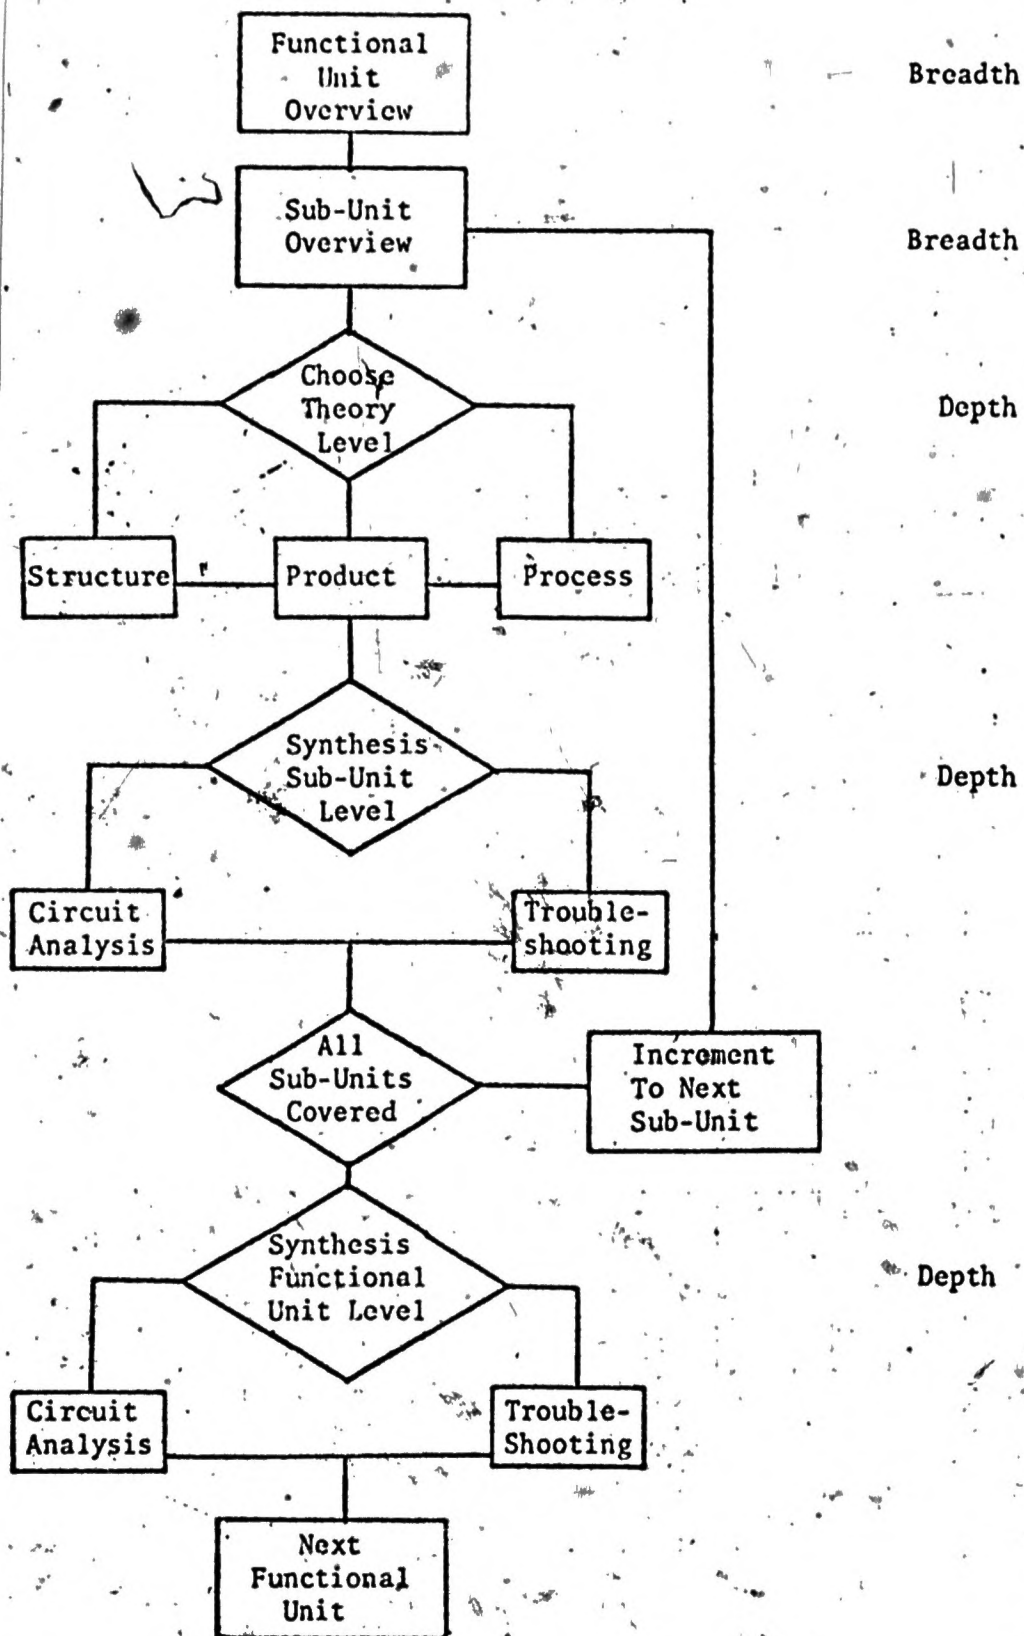 Functional
Unit
Overview
Breadth
Sub-Unit
Overview
Breadth
Choose
Theory
Level
Depth
Structure
Product
Process
Synthesis
Sub-Unit
Level
Depth
Circuit
Analysis
Trouble-
shooting
All
Sub-Units
Covered
Increment
To Next
Sub-Unit
Synthesis
Functional
Unit Level
Depth
Circuit
Analysis
Trouble-
Shooting
Next
Functional
Unit